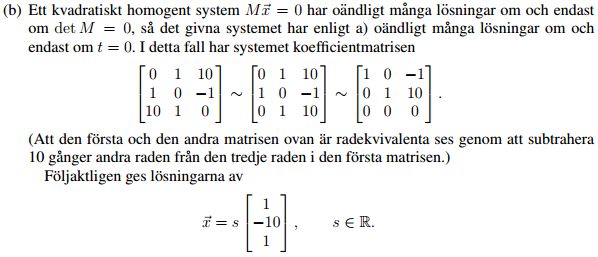 (b) Ett kvadratiskt homogent system M\vec{x} = 0 har oändligt många lösningar om och endast
om det M = 0, så det givna systemet har enligt a) oändligt många lösningar om och
endast om t = 0. I detta fall har systemet koefficientmatrisen
\begin{bmatrix} 0 & 1 & 10 \\ 1 & 0 & -1 \\ 10 & 1 & 0 \end{bmatrix} \sim \begin{bmatrix} 0 & 1 & 10 \\ 1 & 0 & -1 \\ 0 & 1 & 10 \end{bmatrix} \sim \begin{bmatrix} 1 & 0 & -1 \\ 0 & 1 & 10 \\ 0 & 0 & 0 \end{bmatrix}.
(Att den första och den andra matrisen ovan är radekvivalenta ses genom att subtrahera
10 gånger andra raden från den tredje raden i den första matrisen.)
Följaktligen ges lösningarna av
\vec{x} = s \begin{bmatrix} 1 \\ -10 \\ 1 \end{bmatrix}, s ∈ ℝ.